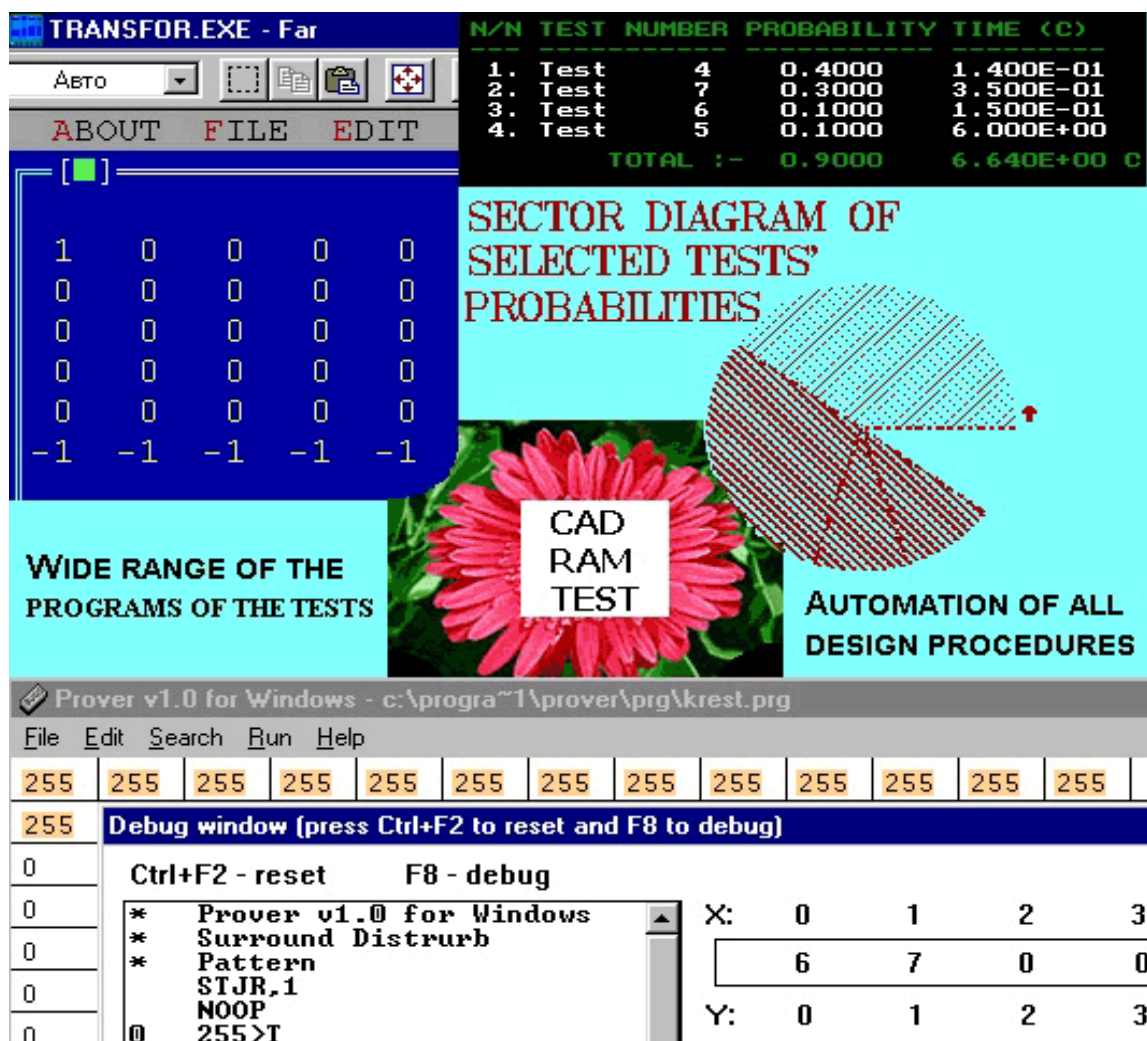 TRANSFOR.EXE - Far
Авто
ABOUT FILE EDIT
[ ]
1 0 0 0 0
0 0 0 0 0
0 0 0 0 0
0 0 0 0 0
0 0 0 0 0
-1 -1 -1 -1 -1
N/N TEST NUMBER PROBABILITY TIME (C)
1. Test 4 0.4000 1.400E-01
2. Test 7 0.3000 3.500E-01
3. Test 6 0.1000 1.500E-01
4. Test 5 0.1000 6.000E+00
TOTAL :- 0.9000 6.640E+00 C
SECTOR DIAGRAM OF
SELECTED TESTS'
PROBABILITIES
CAD
RAM
TEST
WIDE RANGE OF THE
PROGRAMS OF THE TESTS
AUTOMATION OF ALL
DESIGN PROCEDURES
Prover v1.0 for Windows - c:\progra~1\prover\prg\krest.prg
File Edit Search Run Help
255 255 255 255 255 255 255 255 255 255 255 255 255
255
0
0
0
0
0
Debug window (press Ctrl+F2 to reset and F8 to debug)
Ctrl+F2 - reset F8 - debug
* Prover v1.0 for Windows
* Surround Distrurb
* Pattern
STJR,1
NOOP
@ 255>T
X: 0 1 2 3
6 7 0 0
Y: 0 1 2 3